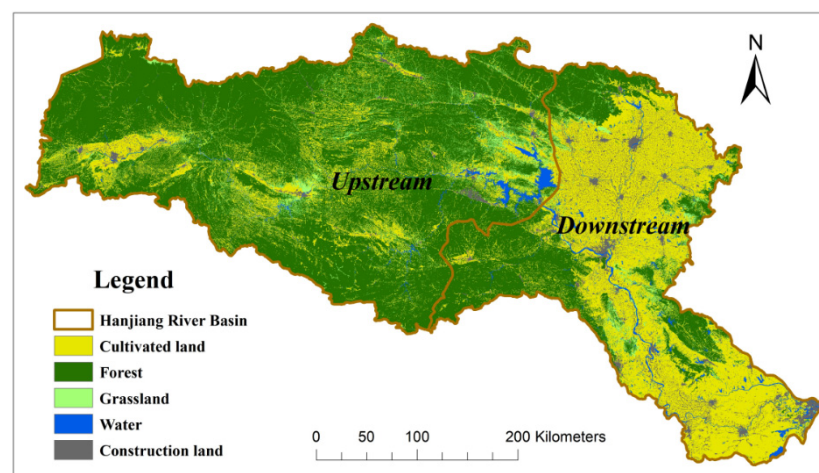 N
Upstream
Downstream
Legend
Hanjiang River Basin
Cultivated land
Forest
Grassland
Water
Construction land
0 50 100 200 Kilometers